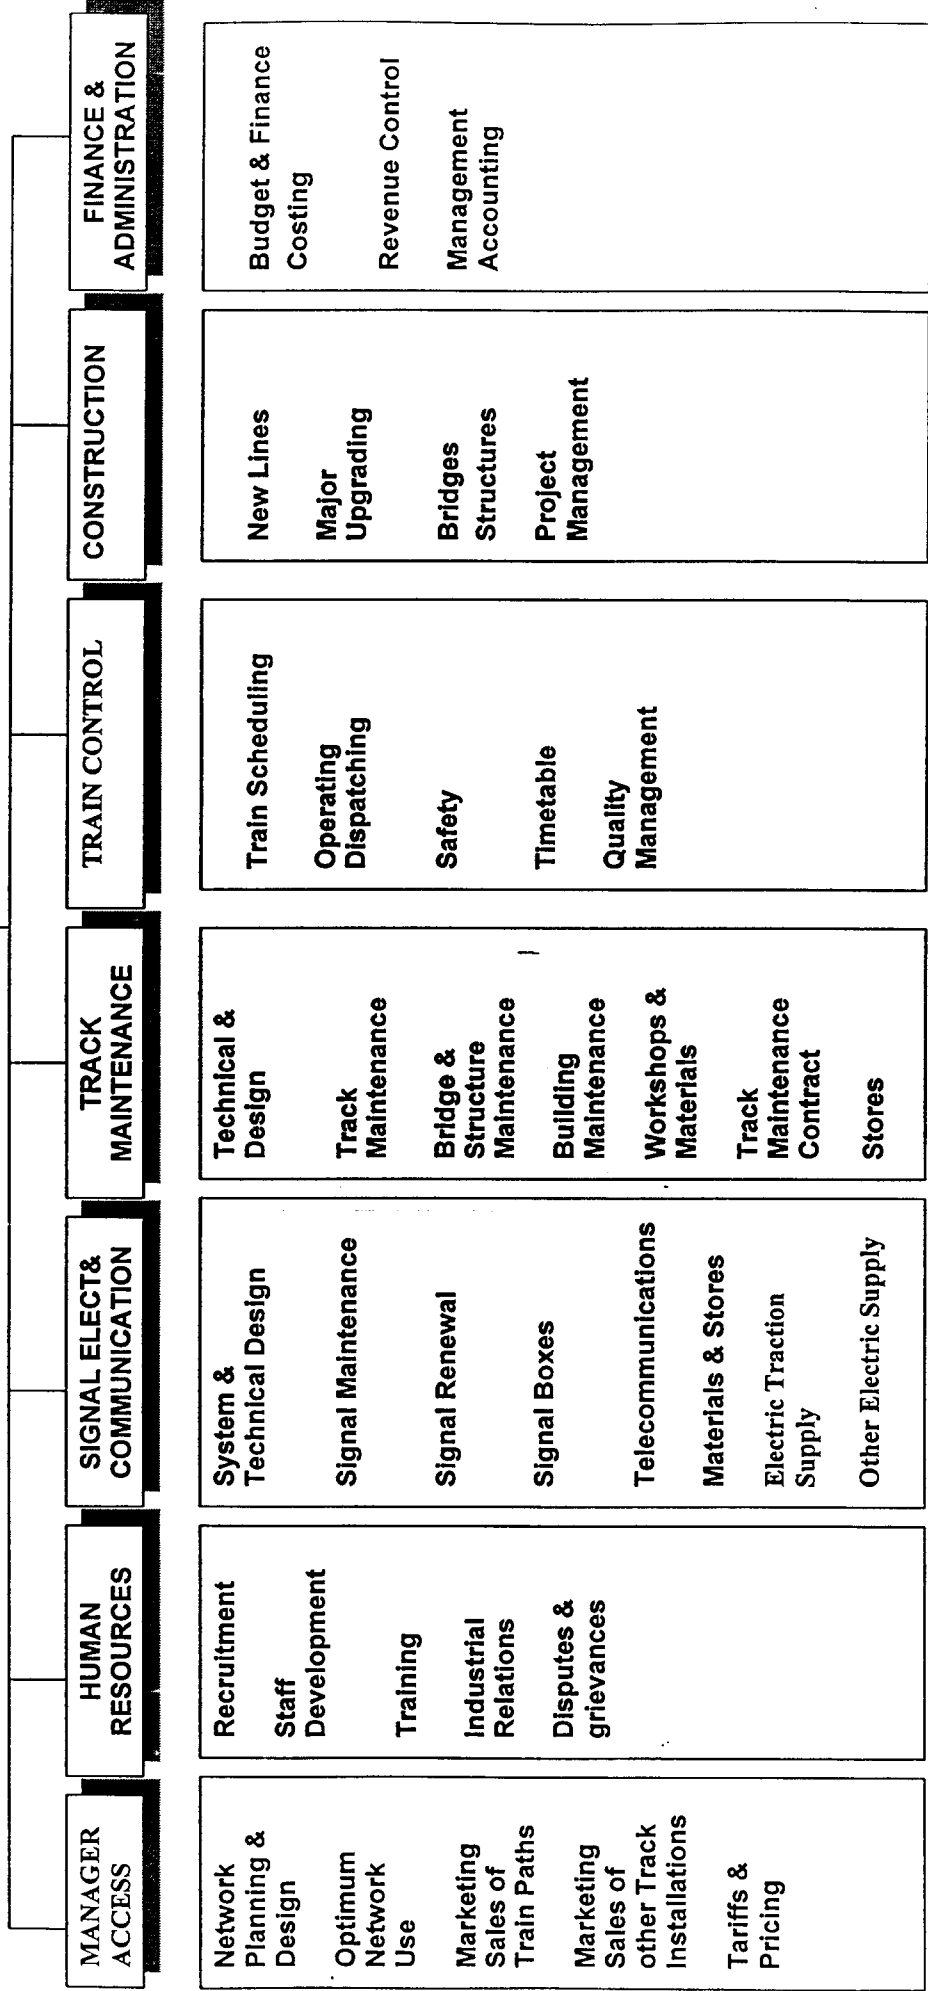 MANAGER
ACCESS
Network
Planning &
Design
Optimum
Network
Use
Marketing
Sales of
Train Paths
Marketing
Sales of
other Track
Installations
Tariffs &
Pricing
HUMAN
RESOURCES
Recruitment
Staff
Development
Training
Industrial
Relations
Disputes &
grievances
SIGNAL ELECT&
COMMUNICATION
System &
Technical Design
Signal Maintenance
Signal Renewal
Signal Boxes
Telecommunications
Materials & Stores
Electric Traction
Supply
Other Electric Supply
TRACK
MAINTENANCE
Technical &
Design
Track
Maintenance
Bridge &
Structure
Maintenance
Building
Maintenance
Workshops &
Materials
Track
Maintenance
Contract
Stores
TRAIN CONTROL
Train Scheduling
Operating
Dispatching
Safety
Timetable
Quality
Management
CONSTRUCTION
New Lines
Major
Upgrading
Bridges
Structures
Project
Management
FINANCE &
ADMINISTRATION
Budget & Finance
Costing
Revenue Control
Management
Accounting